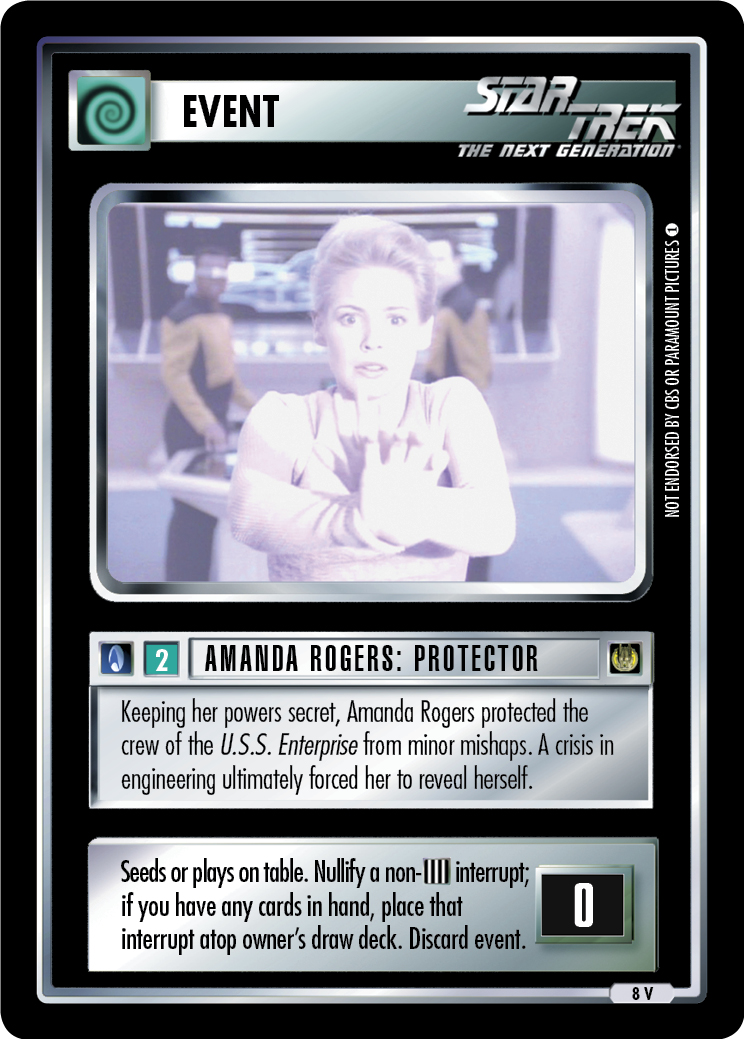 EVENT
STAR TREK
THE NEXT GENERATION
NOT ENDORSED BY CBS OR PARAMOUNT PICTURES 1
2 AMANDA ROGERS: PROTECTOR
Keeping her powers secret, Amanda Rogers protected the
crew of the U.S.S. Enterprise from minor mishaps. A crisis in
engineering ultimately forced her to reveal herself.
Seeds or plays on table. Nullify a non- interrupt;
if you have any cards in hand, place that
interrupt atop owner's draw deck. Discard event.
0
8 V